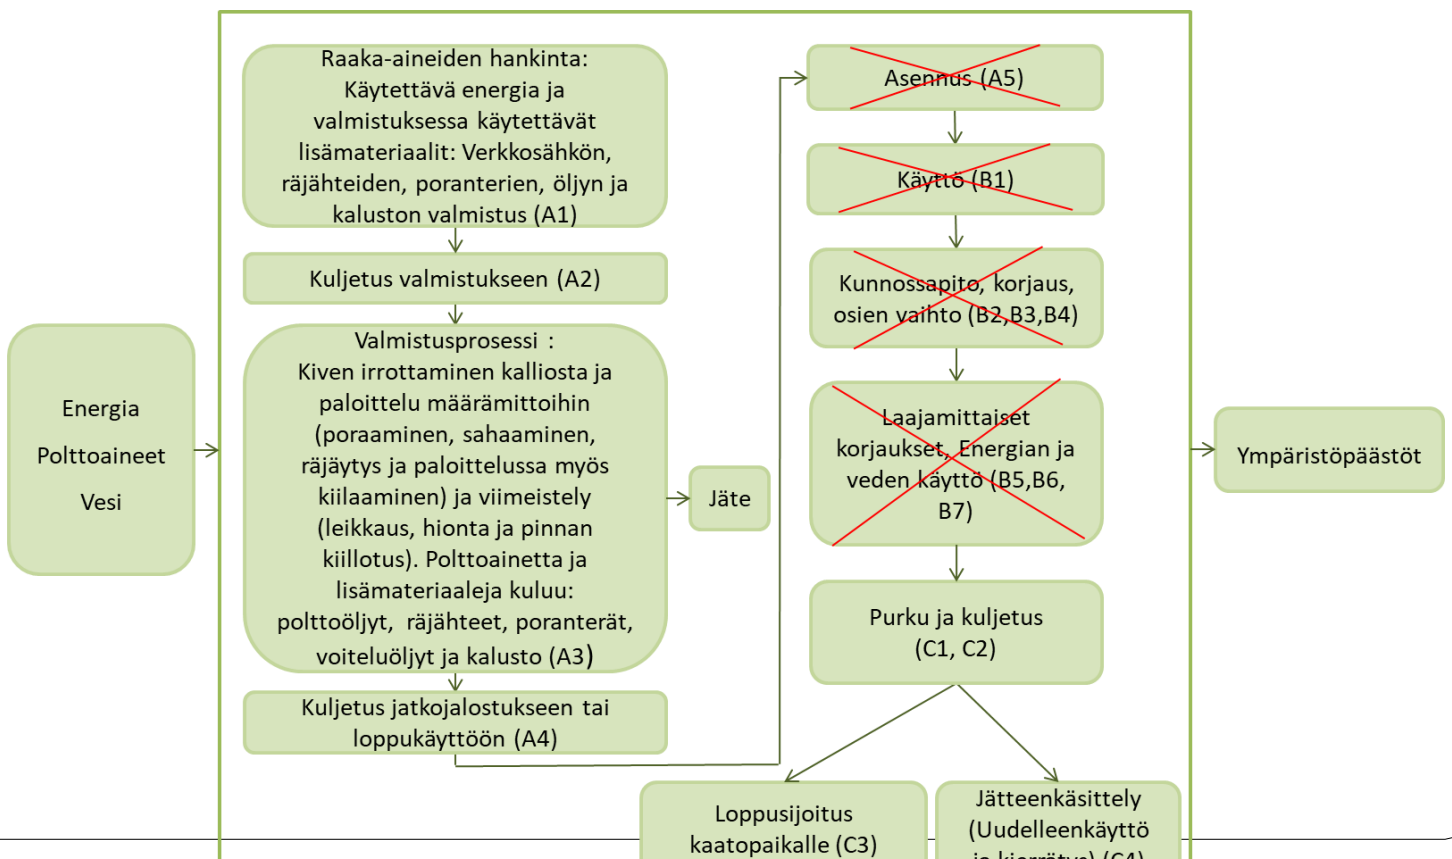 Energia
Polttoaineet
Vesi
Raaka-aineiden hankinta:
Käytettävä energia ja
valmistuksessa käytettävät
lisämateriaalit: Verkkosähkön,
räjähteiden, poranterien, öljyn ja
kaluston valmistus (A1)
Kuljetus valmistukseen (A2)
Valmistusprosessi :
Kiven irrottaminen kalliosta ja
paloittelu määrämittoihin
(poraaminen, sahaaminen,
räjäytys ja paloittelussa myös
kiilaaminen) ja viimeistely
(leikkaus, hionta ja pinnan
kiillotus). Polttoainetta ja
lisämateriaaleja kuluu:
polttoöljyt, räjähteet, poranterät,
voiteluöljyt ja kalusto (A3)
Jäte
Kuljetus jatkojalostukseen tai
loppukäyttöön (A4)
Asennus (A5)
Käyttö (B1)
Kunnossapito, korjaus,
osien vaihto (B2,B3,B4)
Laajamittaiset
korjaukset, Energian ja
veden käyttö (B5,B6,
B7)
Purku ja kuljetus
(C1, C2)
Loppusijoitus
kaatopaikalle (C3)
Jätteenkäsittely
(Uudelleenkäyttö
ja kierrätys) (C4)
Ympäristöpäästöt